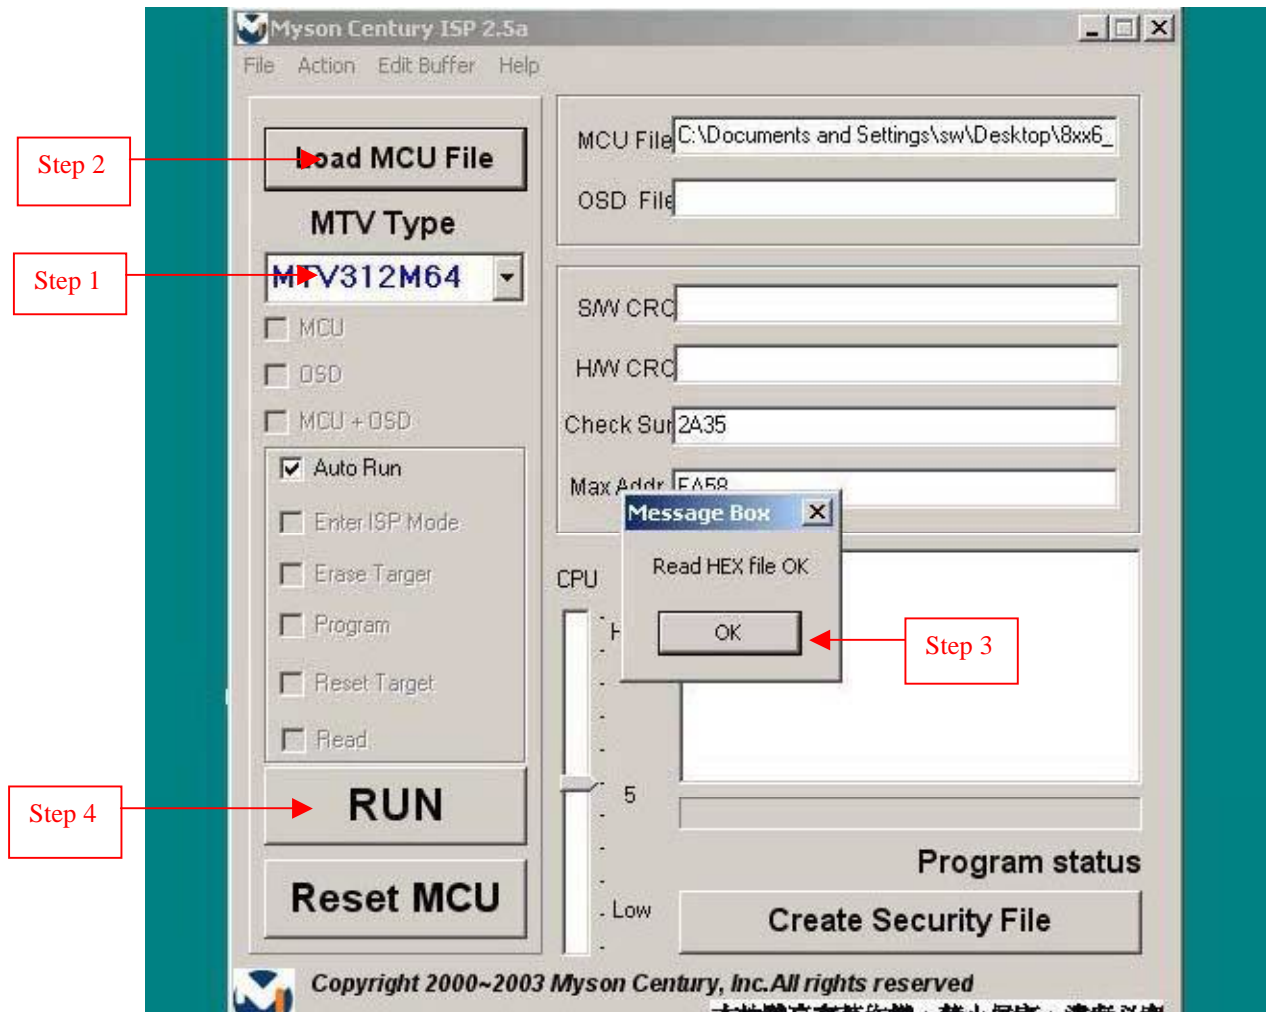 Myson Century ISP 2.5a
File Action Edit Buffer Help
Step 2
Load MCU File
MCU File C:\Documents and Settings\sw\Desktop\8xx6_
OSD File
MTV Type
Step 1
MTV312M64
S/W CRC
MCU
H/W CRC
OSD
MCU + OSD
Check Sur 2A35
Auto Run
Max Addr EA58
Message Box
Enter ISP Mode
Read HEX file OK
Erase Targer
CPU
Program
OK
Step 3
Reset Target
Read
Step 4
RUN
5
Program status
Reset MCU
Low
Create Security File
Copyright 2000~2003 Myson Century, Inc.All rights reserved